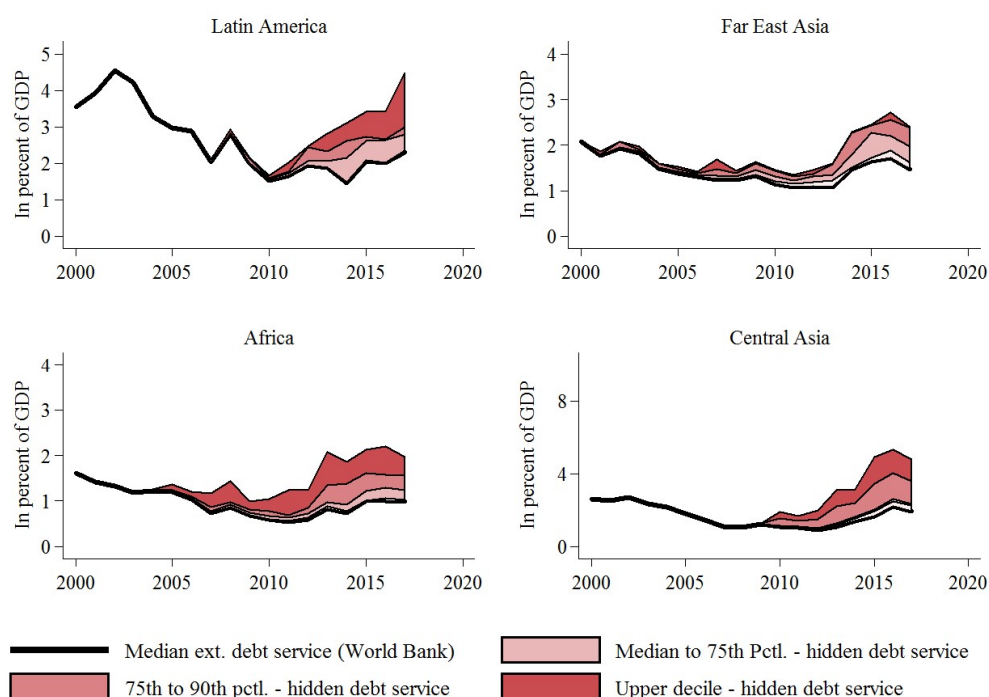 Latin America
In percent of GDP
5
4
3
2
1
0
2000 2005 2010 2015 2020
Far East Asia
In percent of GDP
4
3
2
1
0
2000 2005 2010 2015 2020
Africa
In percent of GDP
4
3
2
1
0
2000 2005 2010 2015 2020
Central Asia
In percent of GDP
8
4
0
2000 2005 2010 2015 2020
Median ext. debt service (World Bank)
Median to 75th Pctl. - hidden debt service
75th to 90th pctl. - hidden debt service
Upper decile - hidden debt service